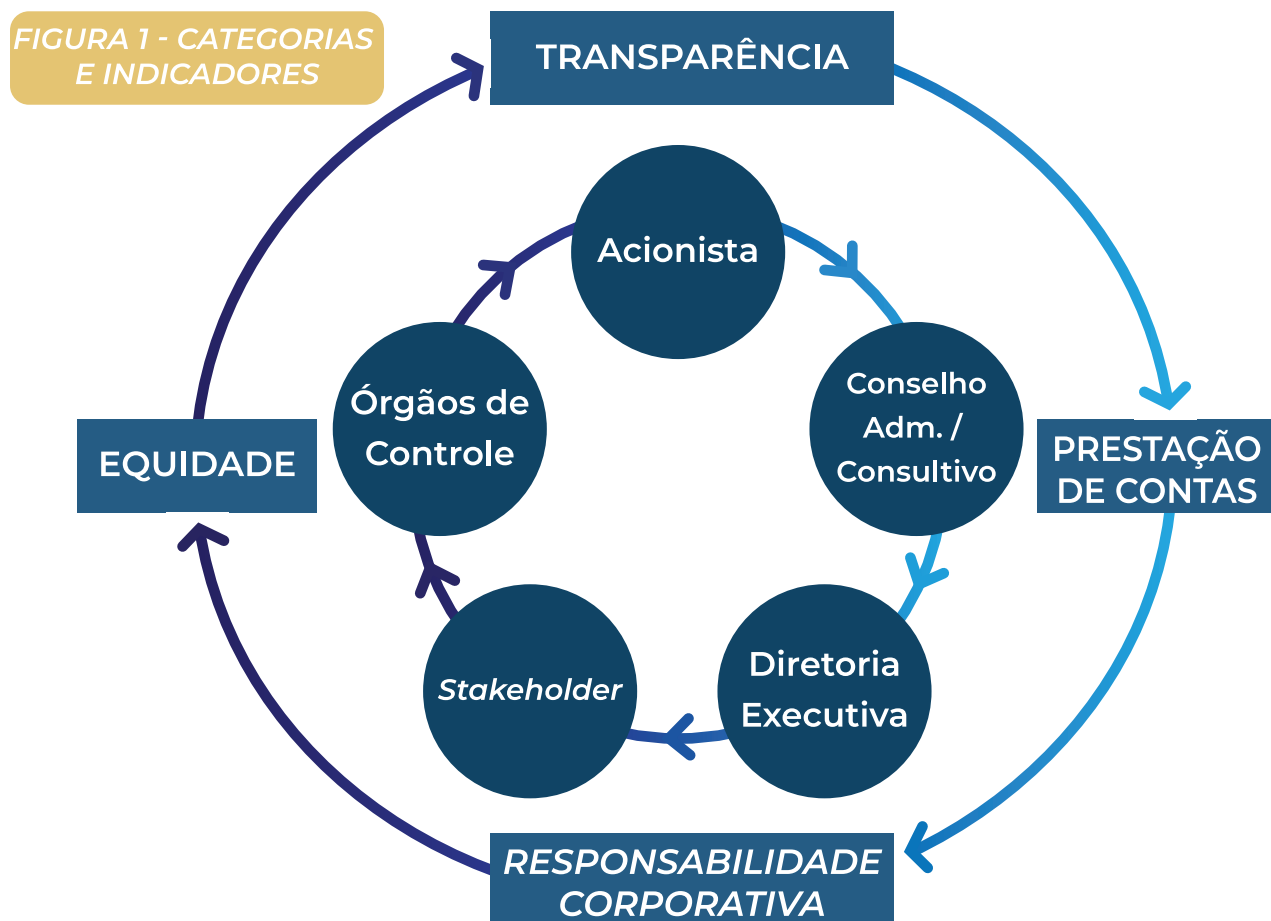 FIGURA 1 - CATEGORIAS
E INDICADORES
TRANSPARÊNCIA
Acionista
Conselho
Adm. /
Consultivo
Órgãos de
Controle
EQUIDADE
PRESTAÇÃO
DE CONTAS
Diretoria
Executiva
Stakeholder
RESPONSABILIDADE
CORPORATIVA